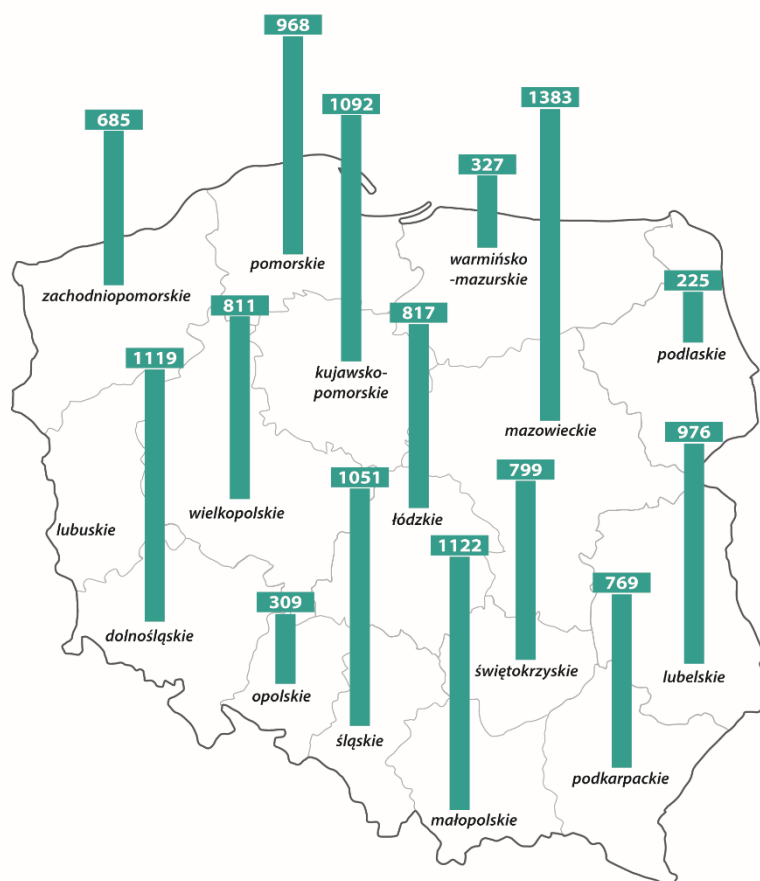 968
pomorskie
685
zachodniopomorskie
1092
kujawsko-
pomorskie
1383
mazowieckie
327
warmińsko
-mazurskie
225
podlaskie
811
wielkopolskie
817
łódzkie
1119
dolnośląskie
lubuskie
976
lubelskie
1051
śląskie
799
świętokrzyskie
1122
małopolskie
769
podkarpackie
309
opolskie